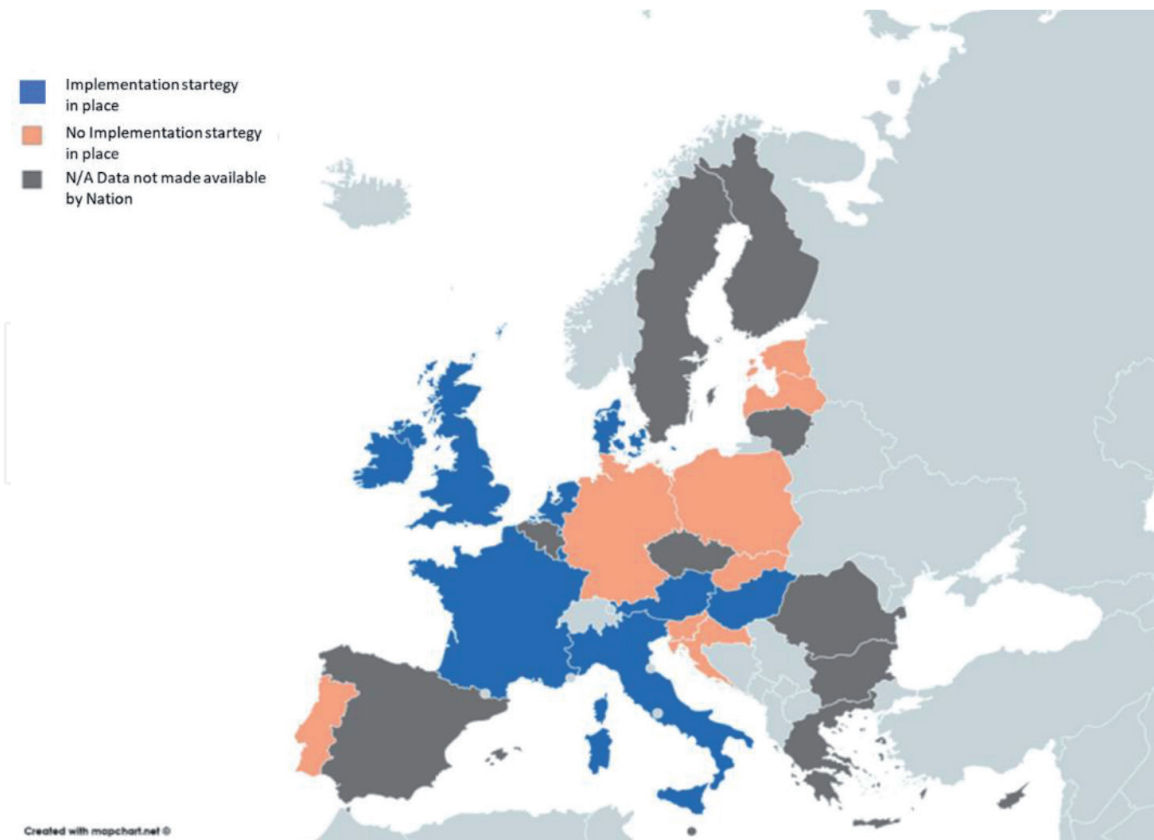 Implementation startegy
in place
No Implementation startegy
in place
N/A Data not made available
by Nation
Created with mapchart.net ©